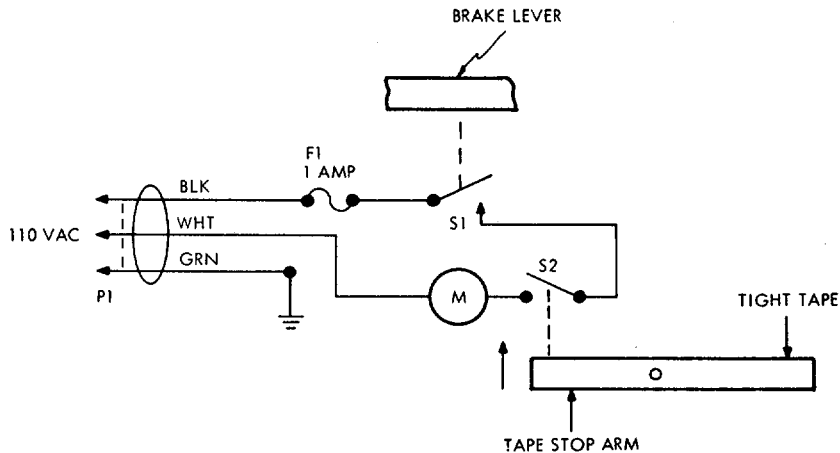 BRAKE LEVER
F1
1 AMP
BLK
S1
110 VAC
WHT
GRN
P1
M
S2
TIGHT TAPE
TAPE STOP ARM